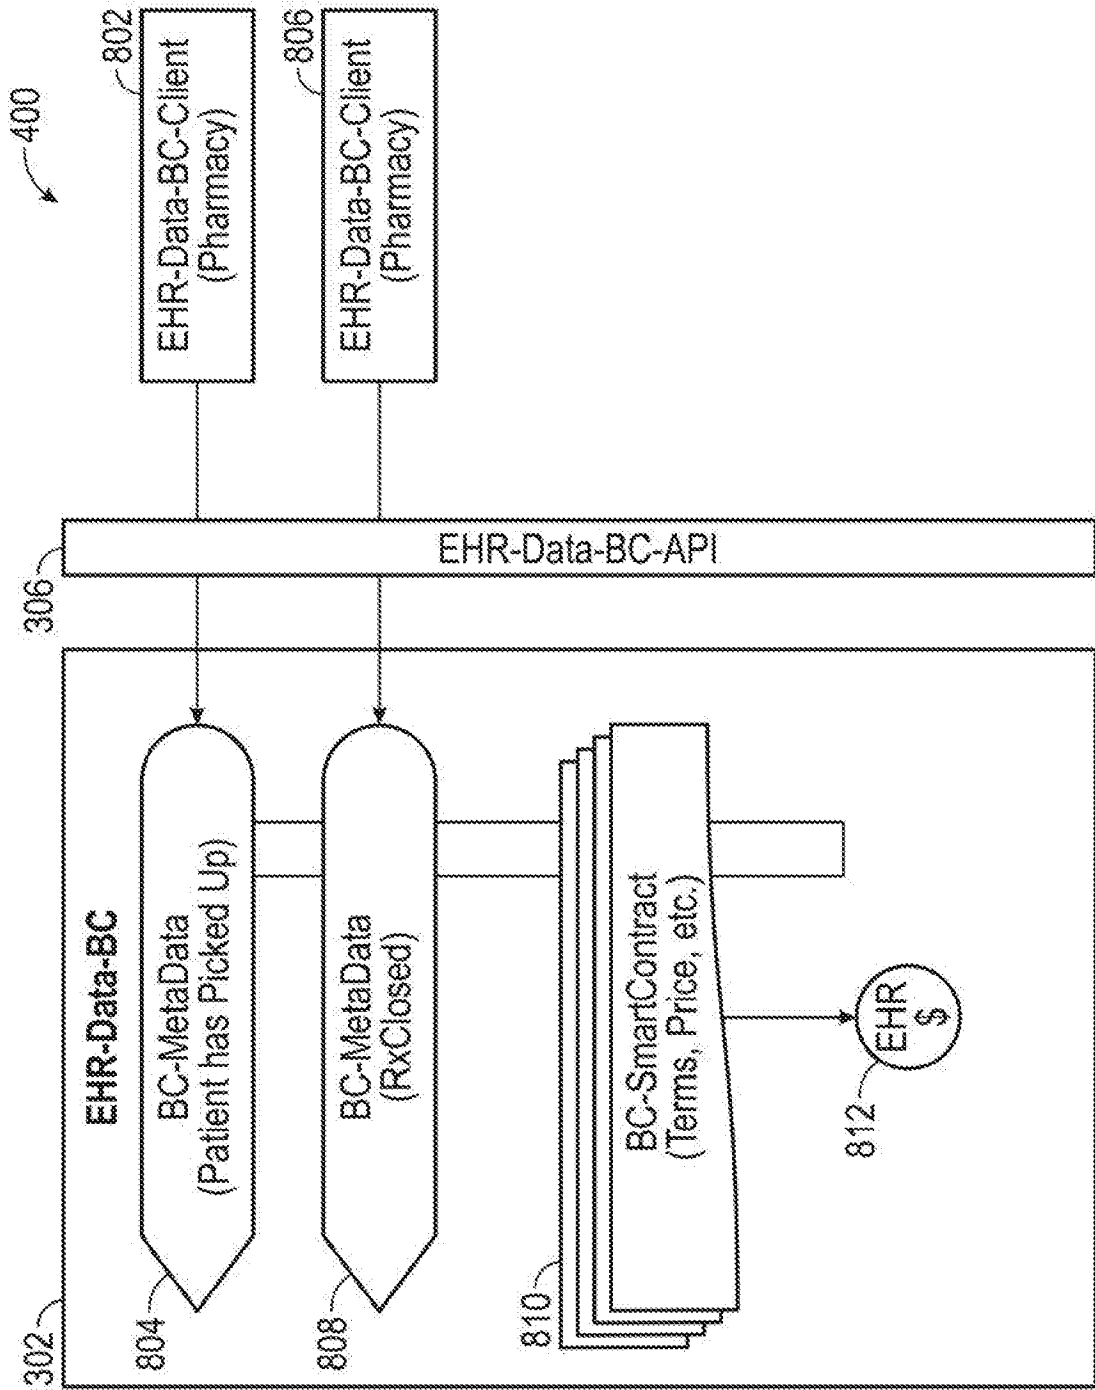 400
302
EHR-Data-BC
306
804
BC-MetaData
(Patient has Picked Up)
802
EHR-Data-BC-Client
(Pharmacy)
808
BC-MetaData
(RxClosed)
806
EHR-Data-BC-Client
(Pharmacy)
EHR-Data-BC-API
810
BC-SmartContract
(Terms, Price, etc.)
812
EHR
$